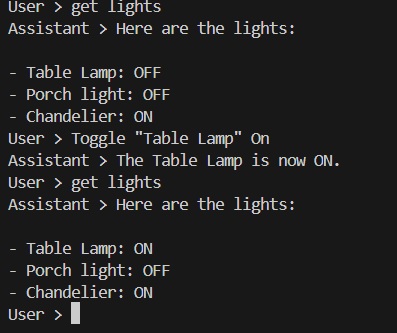 User > get lights
Assistant > Here are the lights:
- Table Lamp: OFF
- Porch light: OFF
- Chandelier: ON
User > Toggle "Table Lamp" On
Assistant > The Table Lamp is now ON.
User > get lights
Assistant > Here are the lights:
- Table Lamp: ON
- Porch light: OFF
- Chandelier: ON
User >